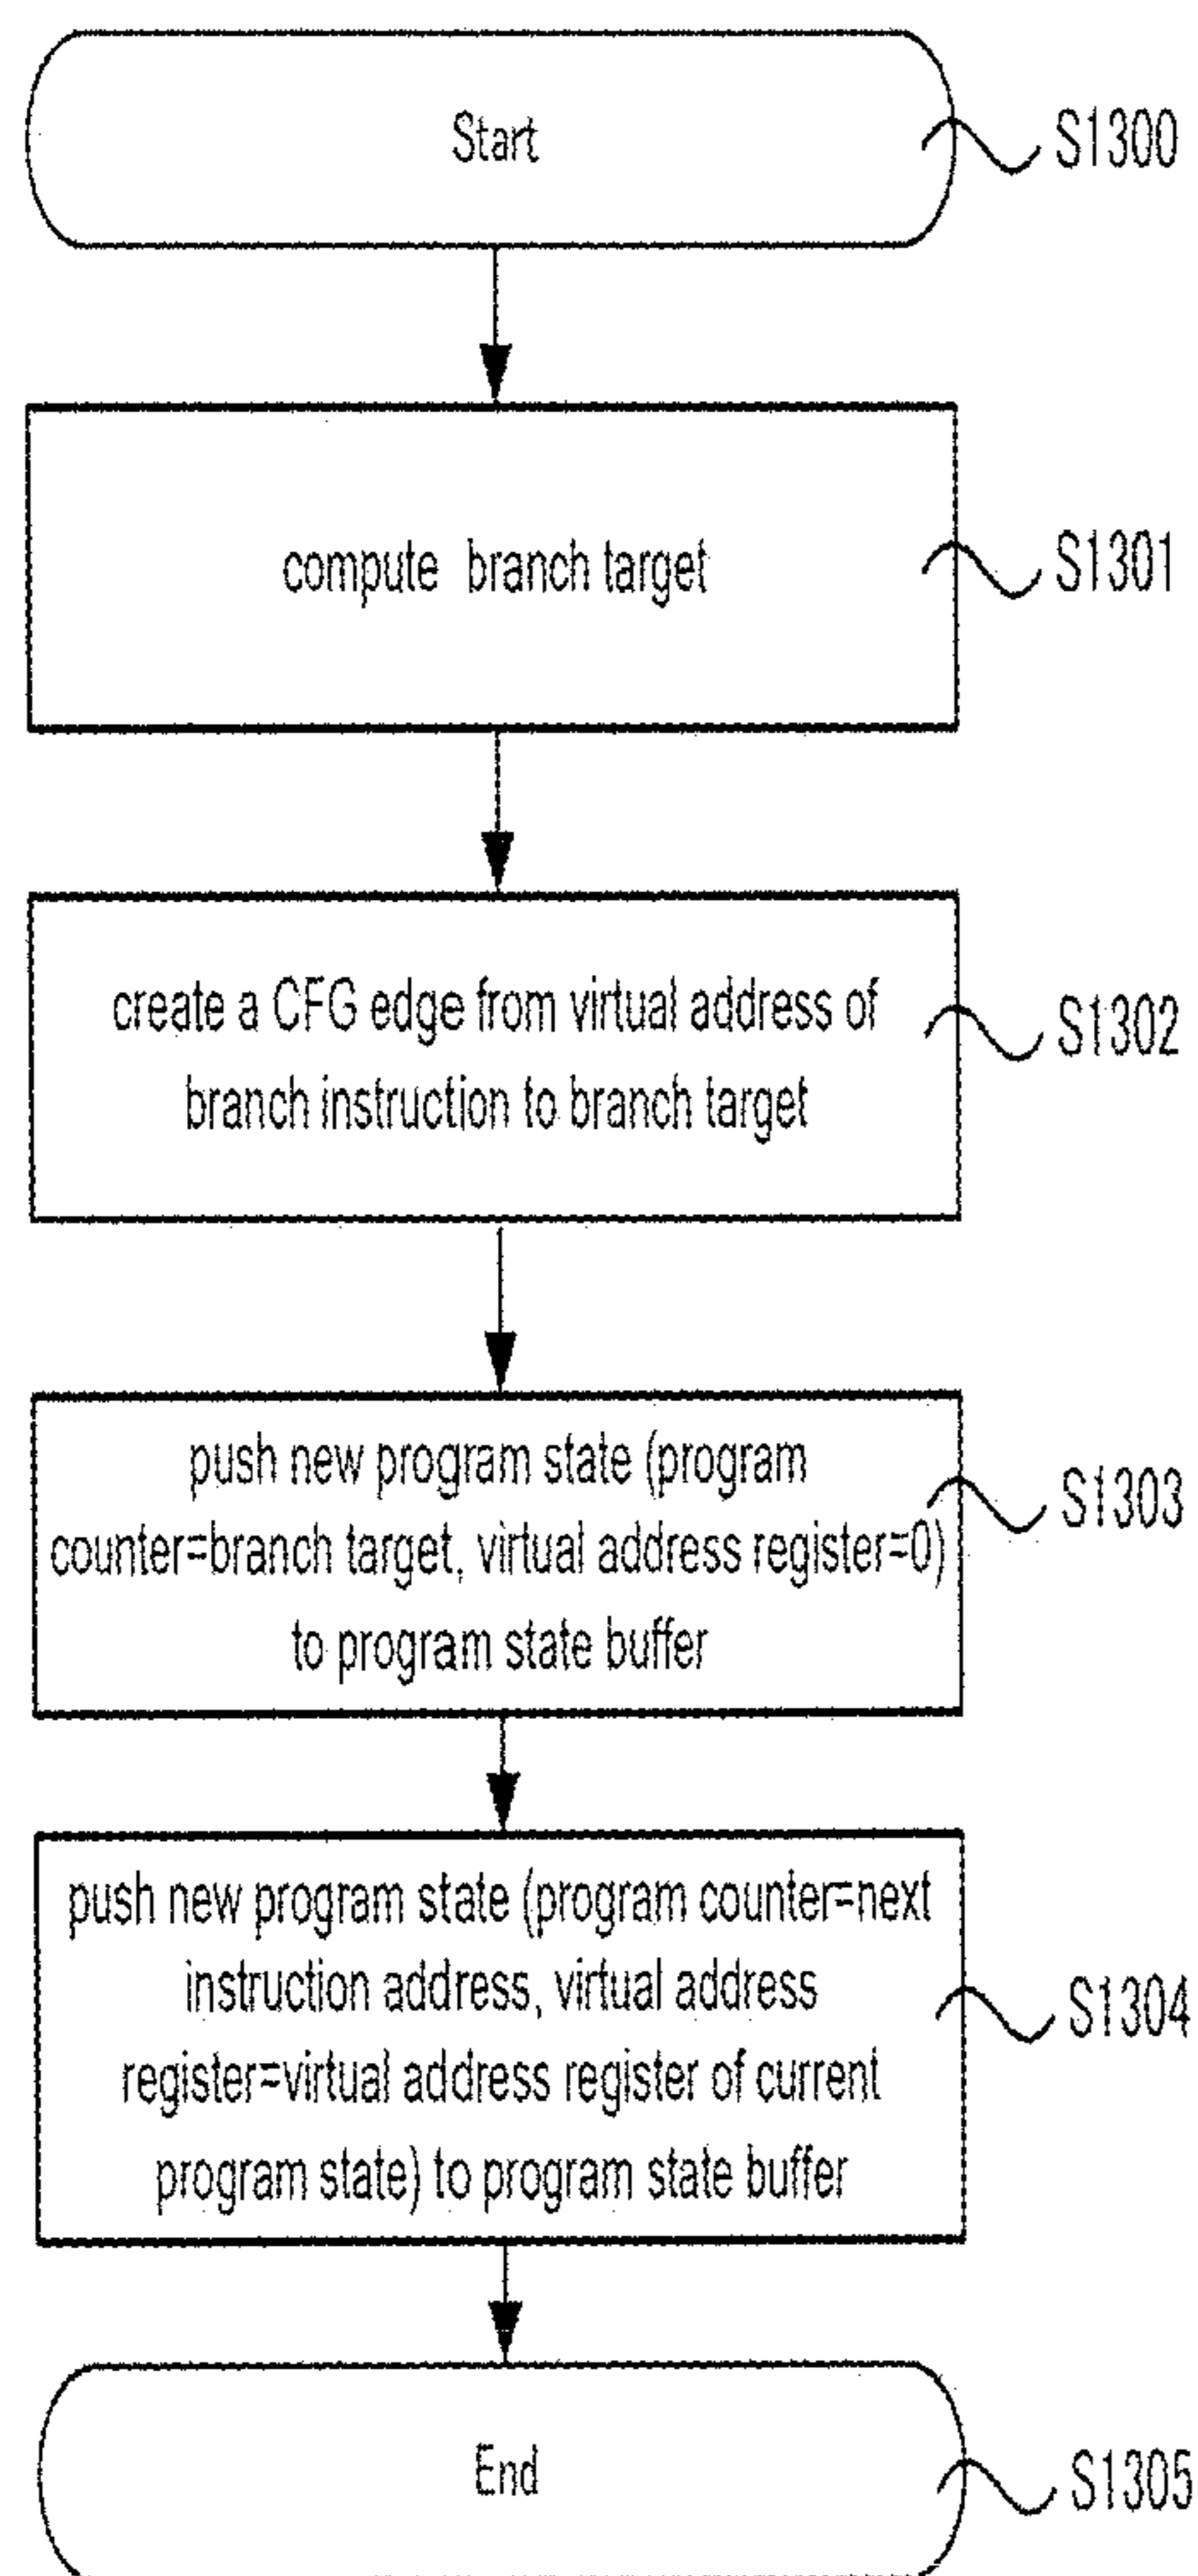 Start
S1300
compute branch target
S1301
create a CFG edge from virtual address of
branch instruction to branch target
S1302
push new program state (program
counter=branch target, virtual address register=0)
to program state buffer
S1303
push new program state (program counter=next
instruction address, virtual address
register=virtual address register of current
program state) to program state buffer
S1304
End
S1305